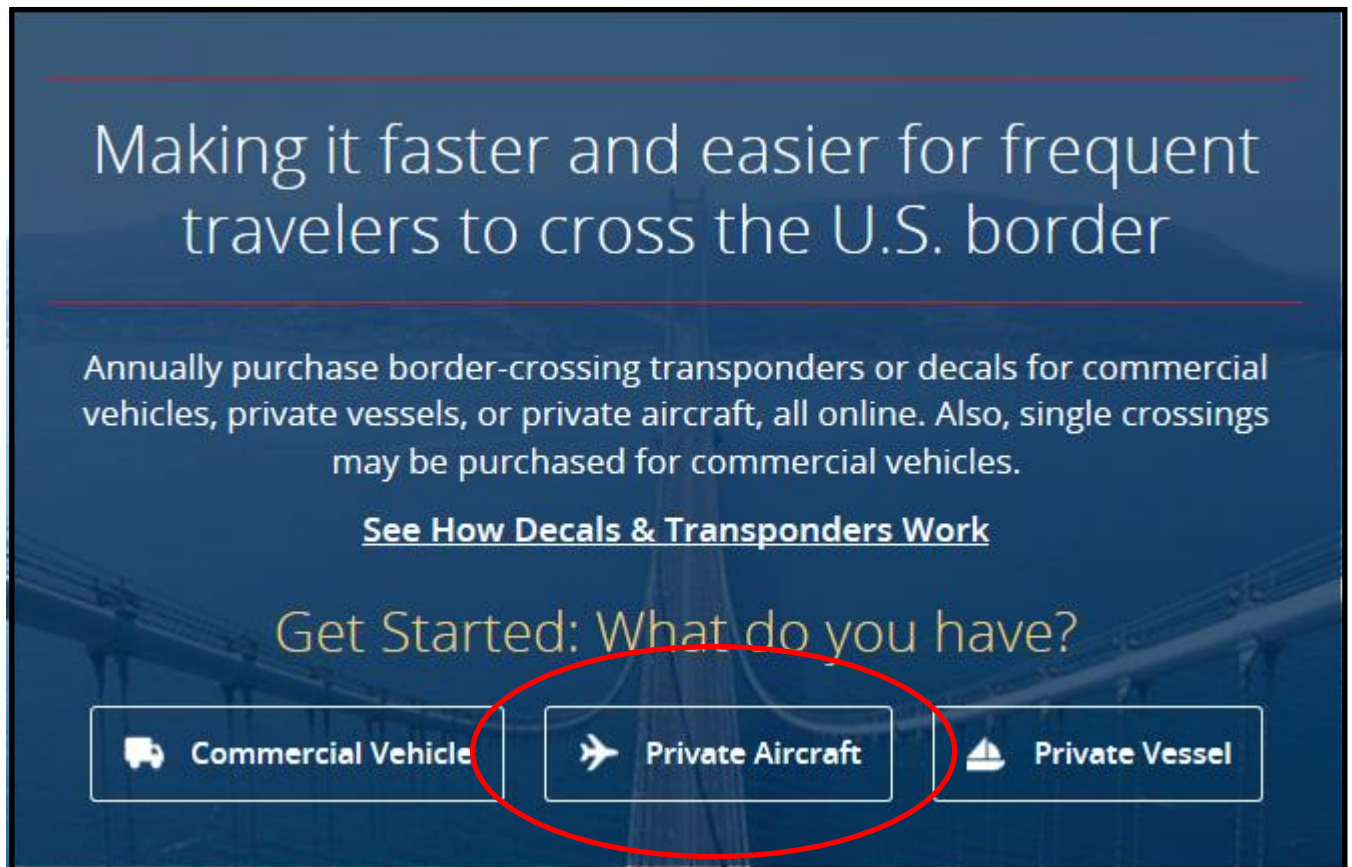 Making it faster and easier for frequent
travelers to cross the U.S. border
Annually purchase border-crossing transponders or decals for commercial
vehicles, private vessels, or private aircraft, all online. Also, single crossings
may be purchased for commercial vehicles.
See How Decals & Transponders Work
Get Started: What do you have?
Commercial Vehicle
Private Aircraft
Private Vessel